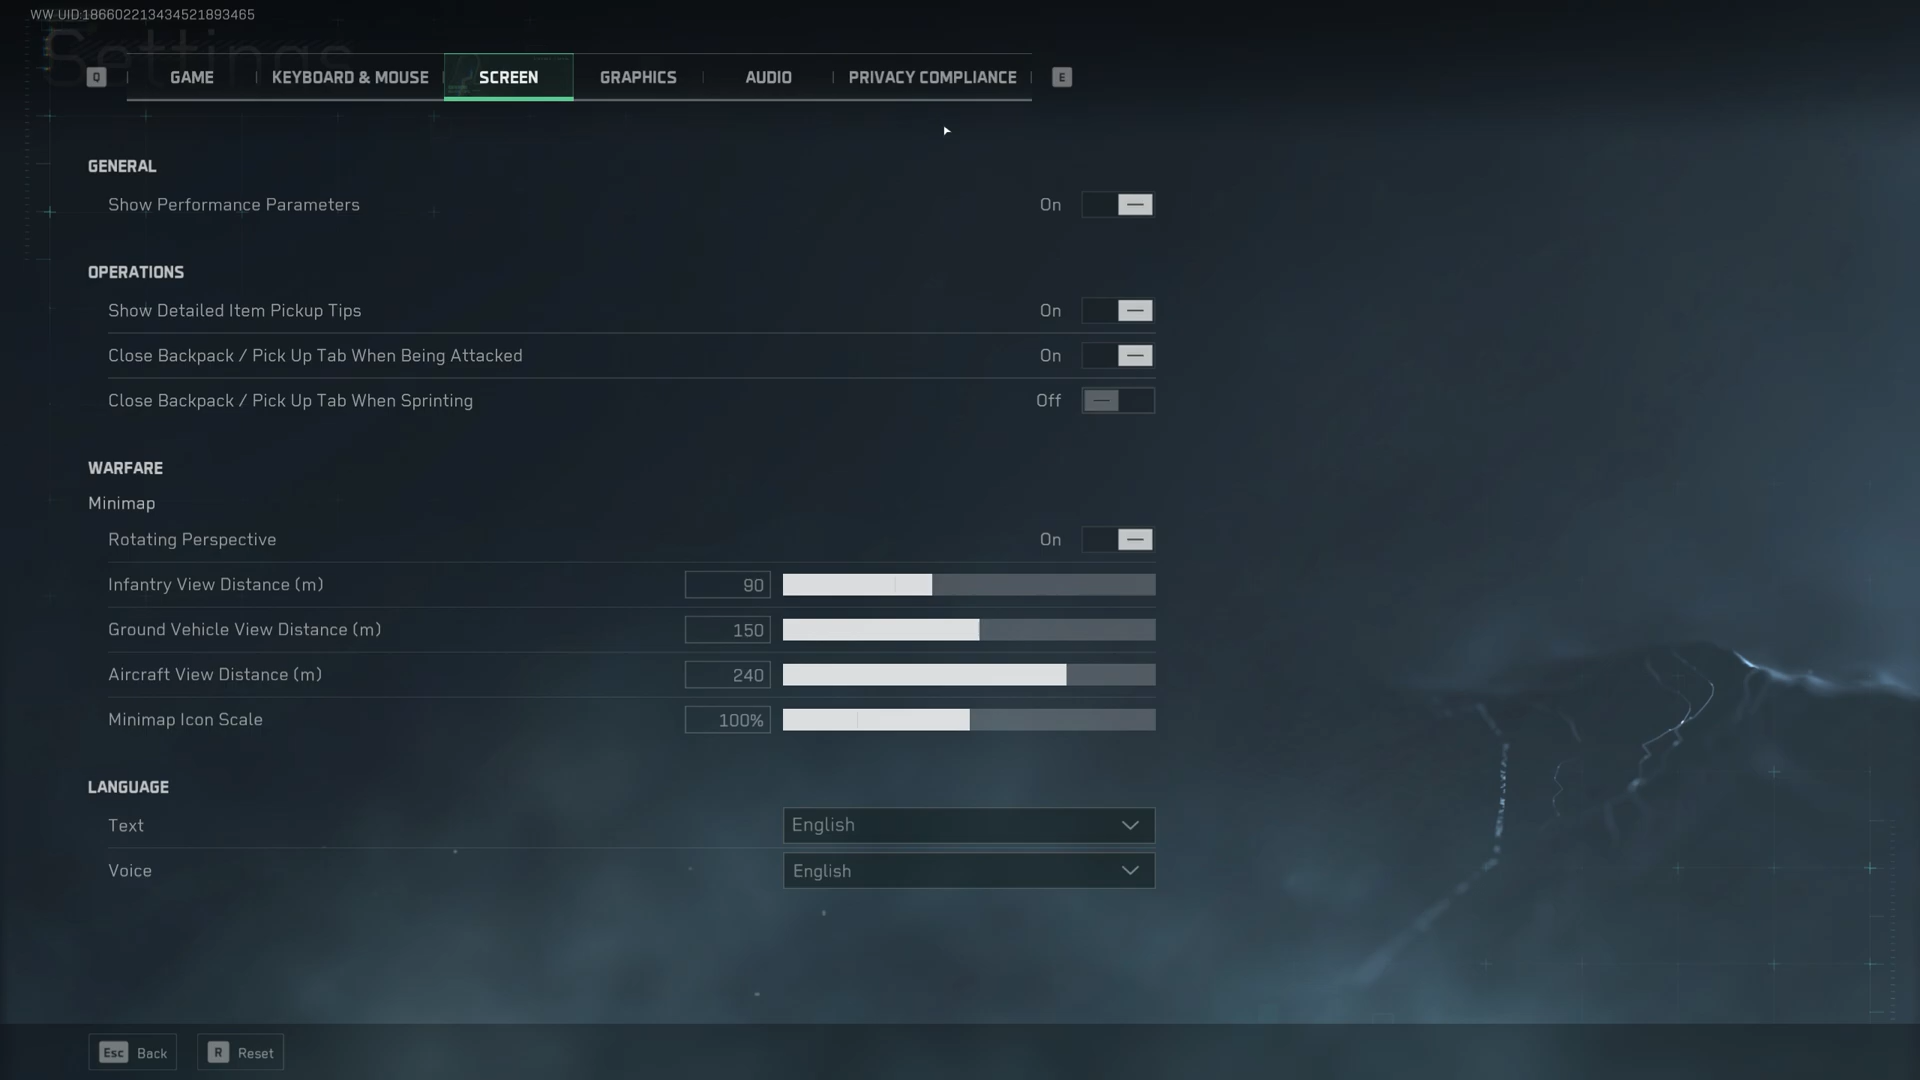 WW UID:18660221343452189​3465
Settings
Q GAME KEYBOARD & MOUSE SCREEN GRAPHICS AUDIO PRIVACY COMPLIANCE E
GENERAL
Show Performance Parameters On
OPERATIONS
Show Detailed Item Pickup Tips On
Close Backpack / Pick Up Tab When Being Attacked On
Close Backpack / Pick Up Tab When Sprinting Off
WARFARE
Minimap
Rotating Perspective On
Infantry View Distance (m) 90
Ground Vehicle View Distance (m) 150
Aircraft View Distance (m) 240
Minimap Icon Scale 100%
LANGUAGE
Text English
Voice English
Esc Back R Reset